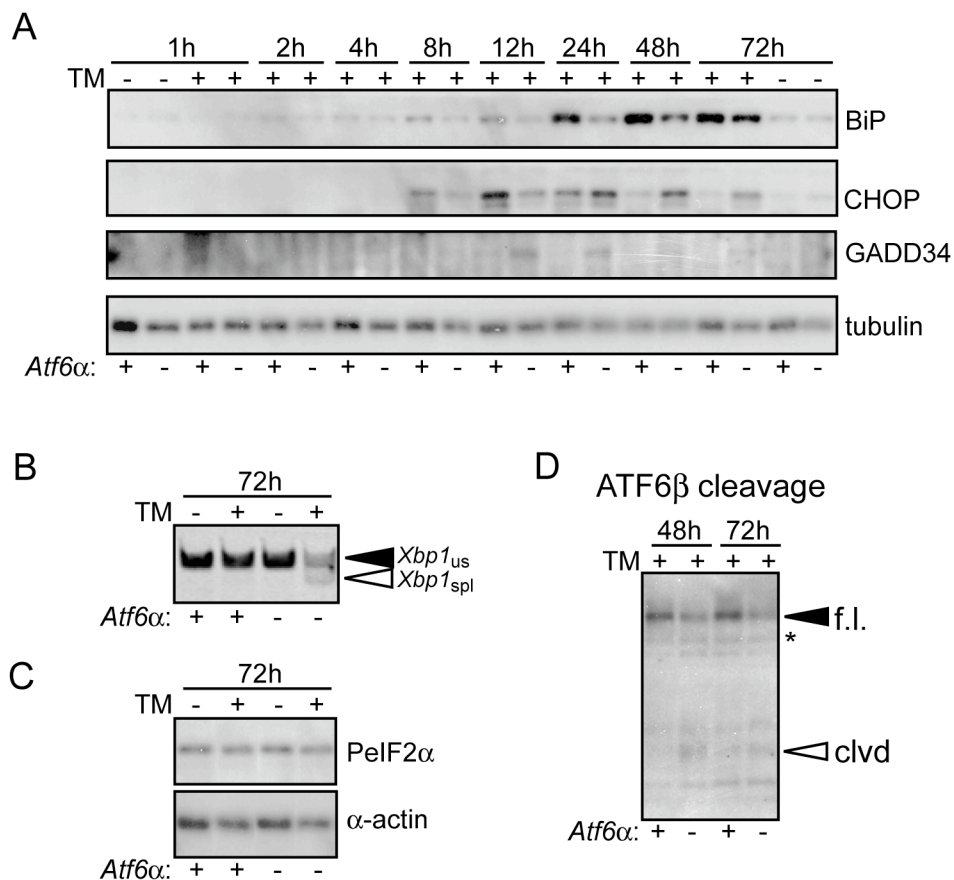 A
1h 2h 4h 8h 12h 24h 48h 72h
TM - - + + + + + + + + + + + + + + + + - -
BiP
CHOP
GADD34
tubulin
Atf6α: + - + - + - + - + - + - + - + - + - + -
B
72h
TM - + - +
Xbp1us
Xbp1spl
Atf6α: + + - -
C
72h
TM - + - +
PeIF2α
α-actin
Atf6α: + + - -
D
ATF6β cleavage
48h 72h
TM + + + +
f.l.
*
clvd
Atf6α: + - + -